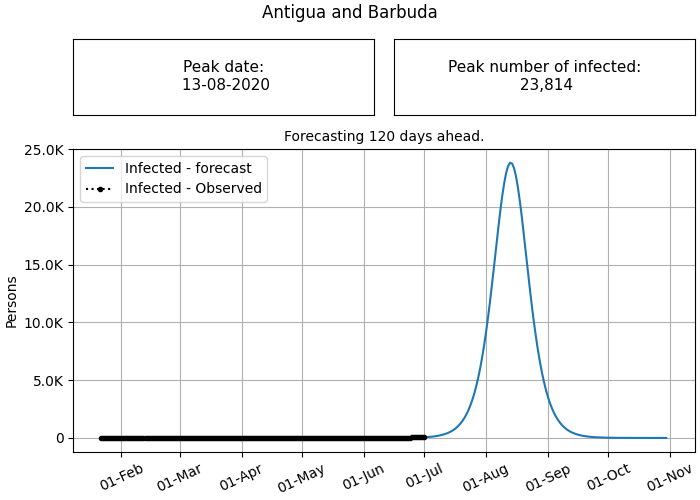 Antigua and Barbuda
Peak date:
13-08-2020
Peak number of infected:
23,814
Forecasting 120 days ahead.
25.0K
20.0K
15.0K
10.0K
5.0K
0
Persons
Infected - forecast
Infected - Observed
01-Feb
01-Mar
01-Apr
01-May
01-Jun
01-Jul
01-Aug
01-Sep
01-Oct
01-Nov